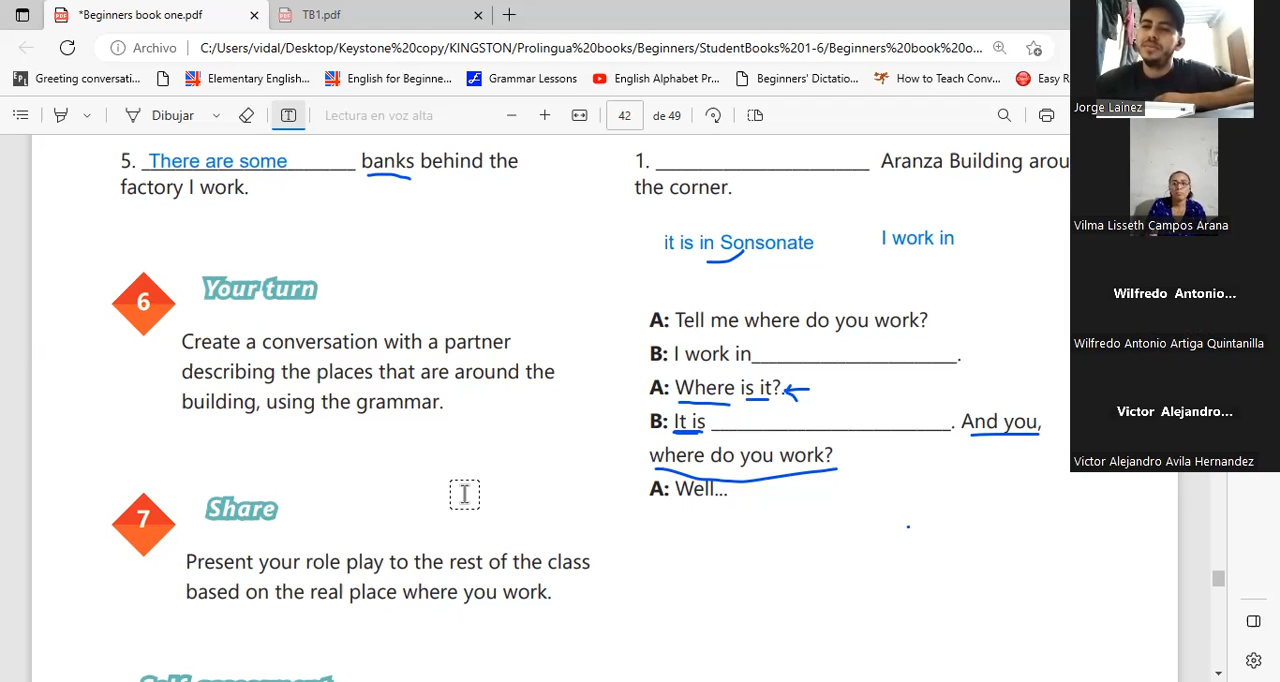 *Beginners book one.pdf
TB1.pdf
Archivo
C:/Users/vidal/Desktop/Keystone%20copy/KINGSTON/Prolingua%20books/Beginners/StudentBooks%201-6/Beginners%20book%20o...
Greeting conversati...
Elementary English...
English for Beginne...
Grammar Lessons
English Alphabet Pr...
Beginners' Dictatio...
How to Teach Conv...
Easy R
Dibujar
Lectura en voz alta
42
de 49
5. There are some banks behind the
factory I work.
6
Your turn
Create a conversation with a partner
describing the places that are around the
building, using the grammar.
7
Share
Present your role play to the rest of the class
based on the real place where you work.
Self-assessment
1. ____________________ Aranza Building arou
the corner.
it is in Sonsonate
I work in
A: Tell me where do you work?
B: I work in____________________.
A: Where is it?.
B: It is ______________________. And you,
where do you work?
A: Well...
Jorge Lainez
Vilma Lisseth Campos Arana
Wilfredo Antonio...
Wilfredo Antonio Artiga Quintanilla
Victor Alejandro...
Victor Alejandro Avila Hernandez